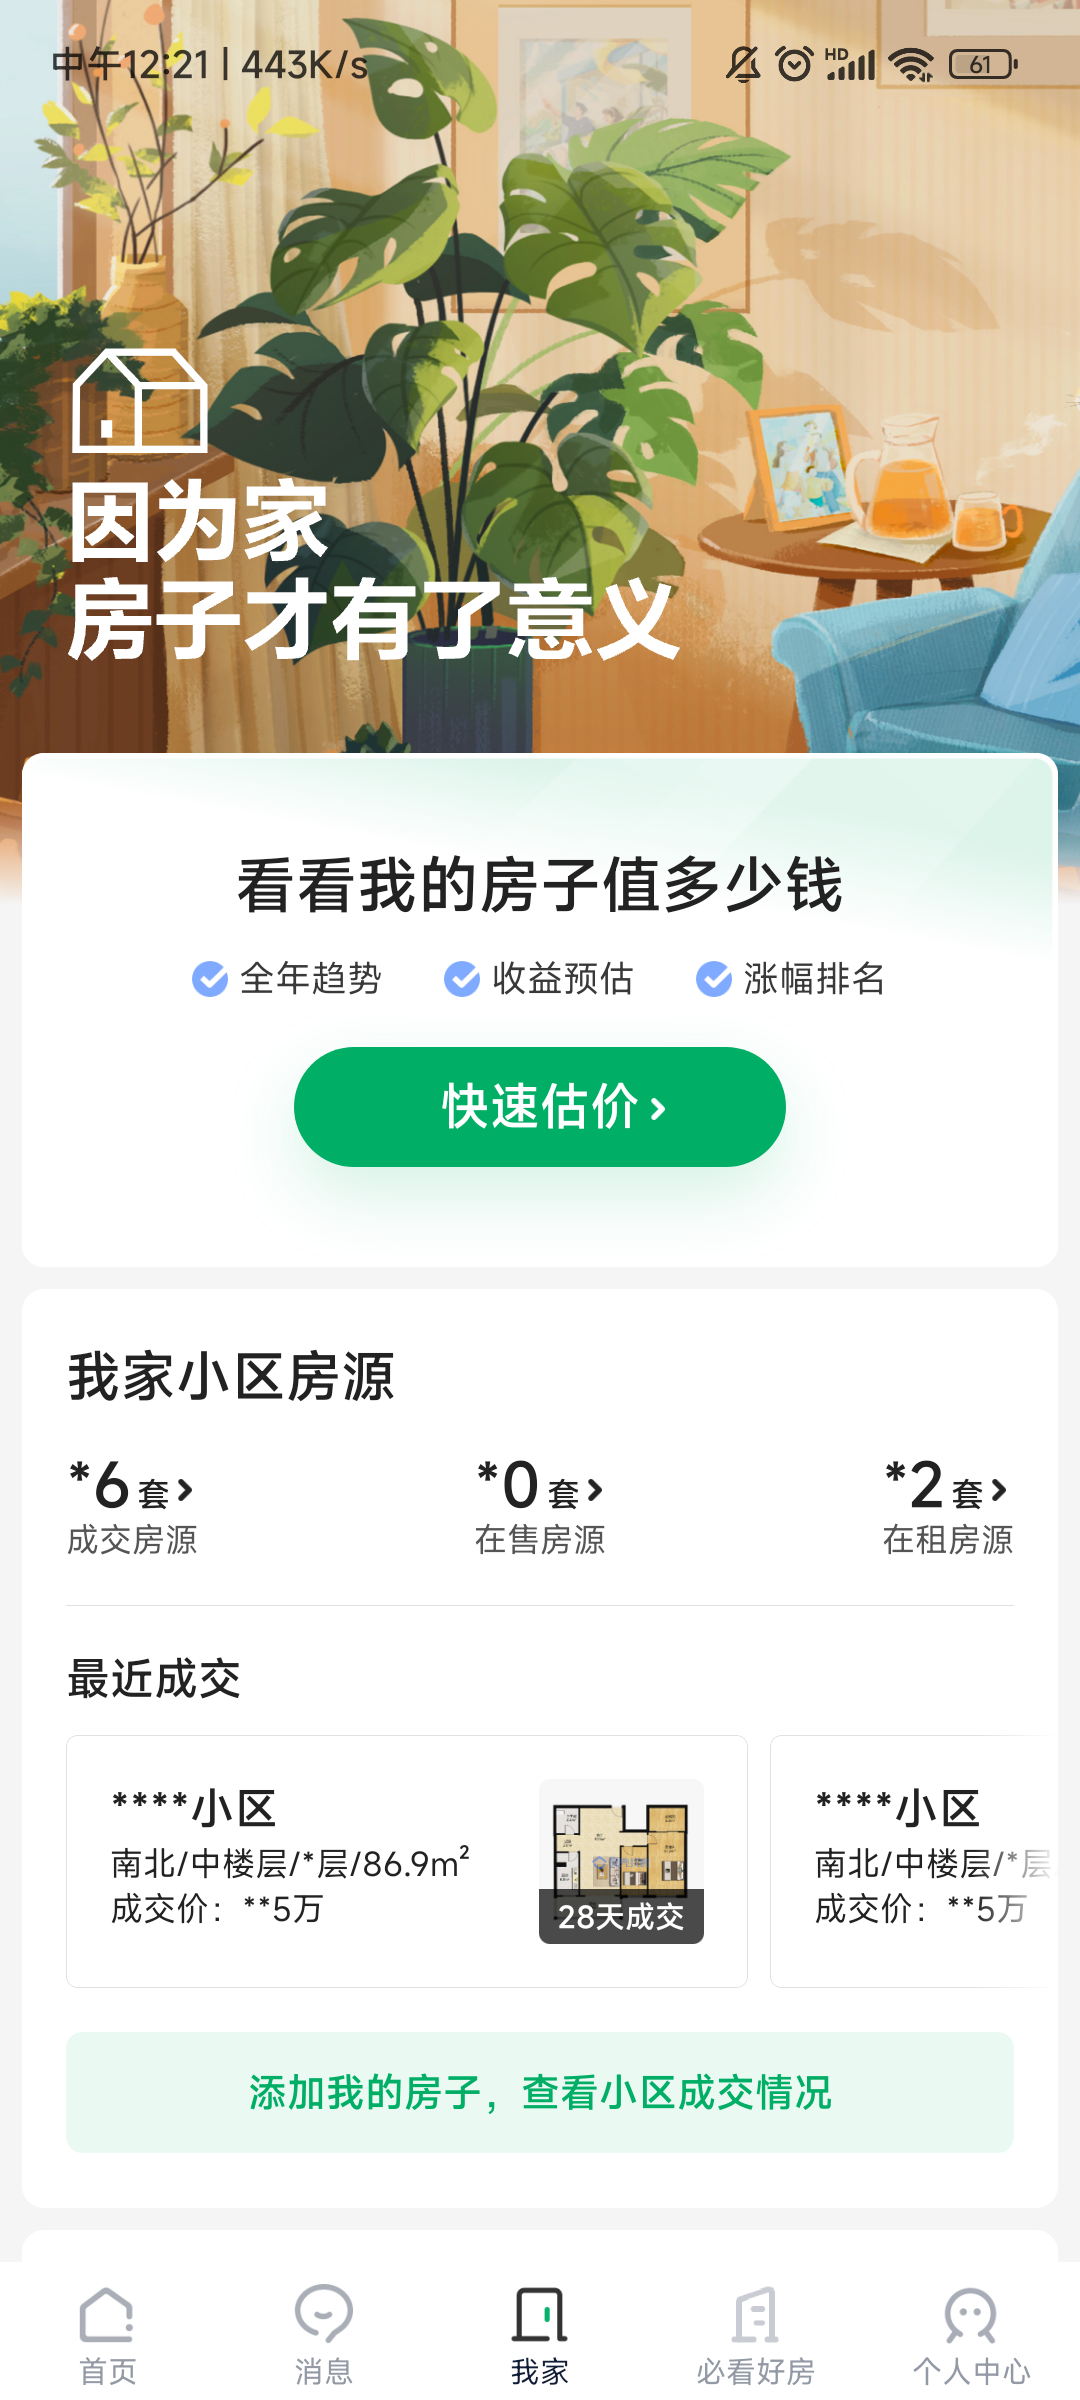 中午12:21 | 443K/s
HD
61
因为家
房子才有了意义
看看我的房子值多少钱
全年趋势 收益预估 涨幅排名
快速估价 ›
我家小区房源
*6 套 › *0 套 › *2 套 ›
成交房源 在售房源 在租房源
最近成交
****小区
南北/中楼层/*层/86.9m²
成交价：**5万
28天成交
****小区
南北/中楼层/*层
成交价：**5万
添加我的房子，查看小区成交情况
首页 消息 我家 必看好房 个人中心